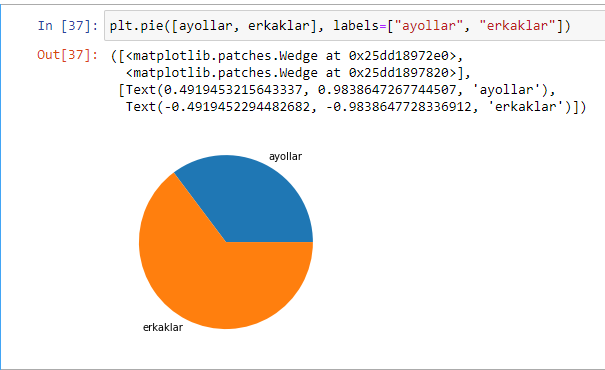 In [37]: plt.pie([ayollar, erkaklar], labels=["ayollar", "erkaklar"])
Out[37]: ([<matplotlib.patches.Wedge at 0x25dd18972e0>,
<matplotlib.patches.Wedge at 0x25dd1897820>],
[Text(0.4919453215643337, 0.9838647267744507, 'ayollar'),
Text(-0.4919452294482682, -0.9838647728336912, 'erkaklar')])
ayollar
erkaklar